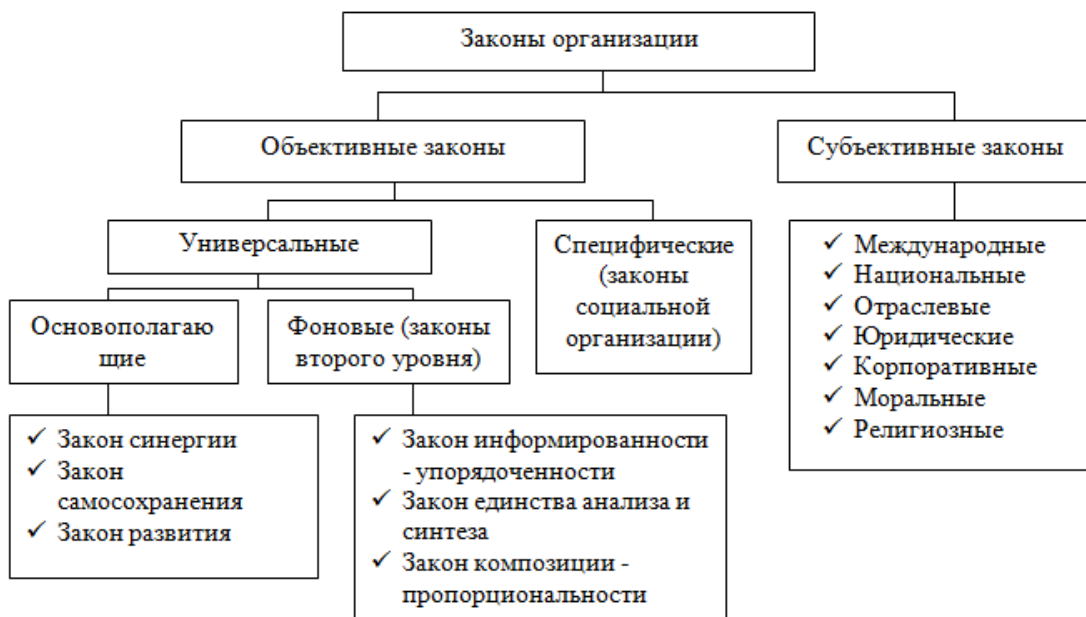 Законы организации
Объективные законы
Субъективные законы
Универсальные
Специфические
(законы
социальной
организации)
✓ Международные
✓ Национальные
✓ Отраслевые
✓ Юридические
✓ Корпоративные
✓ Моральные
✓ Религиозные
Основополагаю
щие
Фоновые (законы
второго уровня)
✓ Закон синергии
✓ Закон
самосохранения
✓ Закон развития
✓ Закон информированности
- упорядоченности
✓ Закон единства анализа и
синтеза
✓ Закон композиции -
пропорциональности